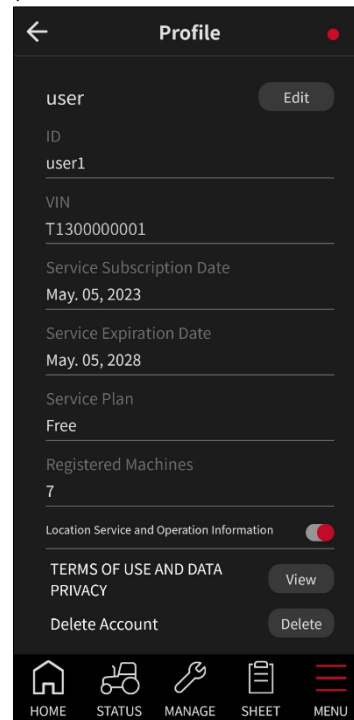 Profile
user
Edit
ID
user1
VIN
T1300000001
Service Subscription Date
May. 05, 2023
Service Expiration Date
May. 05, 2028
Service Plan
Free
Registered Machines
7
Location Service and Operation Information
TERMS OF USE AND DATA
PRIVACY
View
Delete Account
Delete
HOME
STATUS
MANAGE
SHEET
MENU